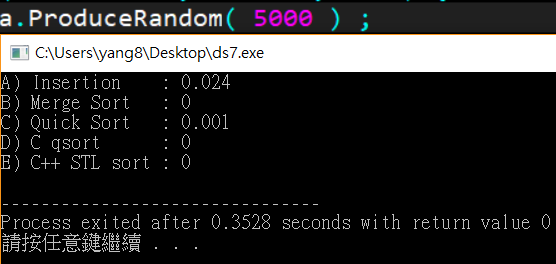 a.ProduceRandom( 5000 ) ;
C:\Users\yang8\Desktop\ds7.exe
A) Insertion   : 0.024
B) Merge Sort  : 0
C) Quick Sort  : 0.001
D) C qsort     : 0
E) C++ STL sort : 0
--------------------------------
Process exited after 0.3528 seconds with return value 0
請按任意鍵繼續 . . .